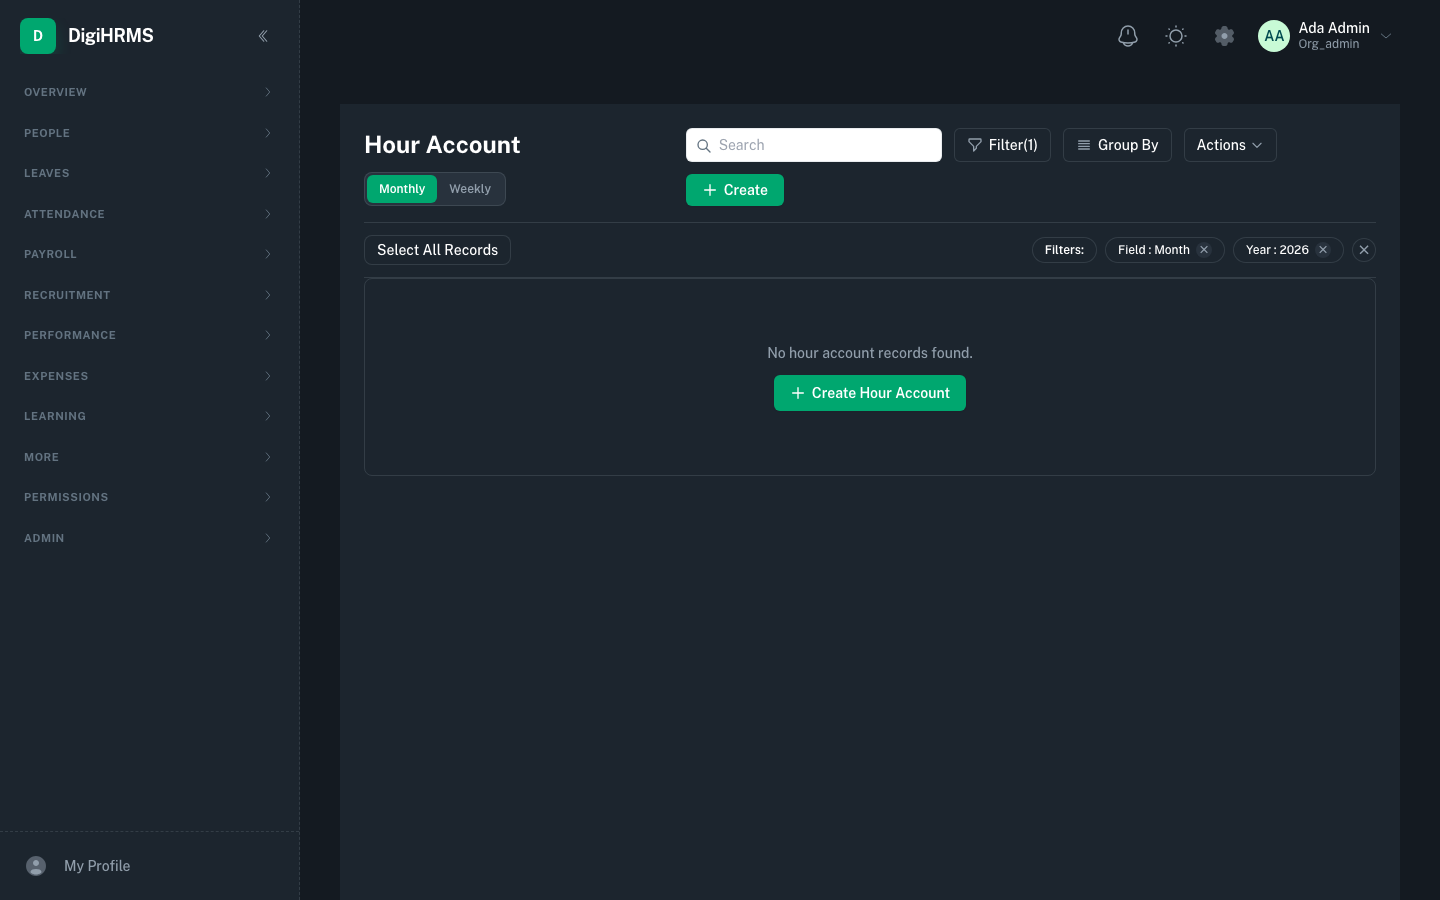 D DigiHRMS
OVERVIEW
PEOPLE
LEAVES
ATTENDANCE
PAYROLL
RECRUITMENT
PERFORMANCE
EXPENSES
LEARNING
MORE
PERMISSIONS
ADMIN
My Profile
AA Ada Admin
Org_admin
Hour Account
Search
Filter(1)
Group By
Actions
Monthly Weekly
Create
Select All Records
Filters:
Field : Month
Year : 2026
No hour account records found.
Create Hour Account